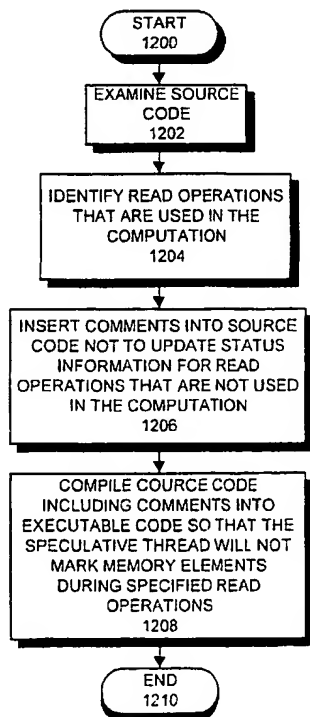 START
1200
EXAMINE SOURCE
CODE
1202
IDENTIFY READ OPERATIONS
THAT ARE USED IN THE
COMPUTATION
1204
INSERT COMMENTS INTO SOURCE
CODE NOT TO UPDATE STATUS
INFORMATION FOR READ
OPERATIONS THAT ARE NOT USED
IN THE COMPUTATION
1206
COMPILE COURCE CODE
INCLUDING COMMENTS INTO
EXECUTABLE CODE SO THAT THE
SPECULATIVE THREAD WILL NOT
MARK MEMORY ELEMENTS
DURING SPECIFIED READ
OPERATIONS
1208
END
1210